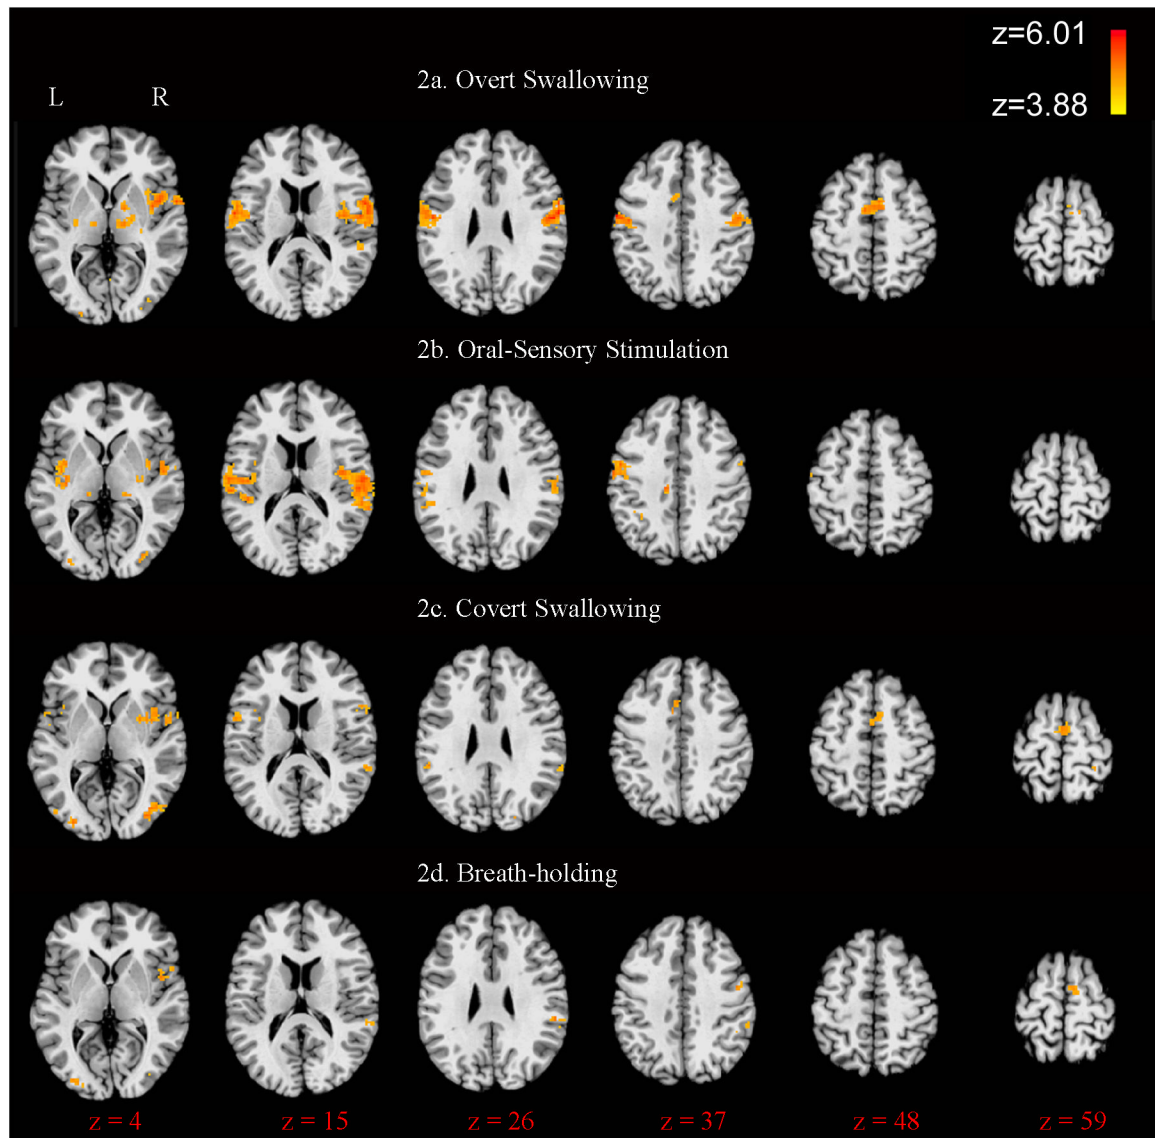 z=6.01
2a. Overt Swallowing
z=3.88
L R
2b. Oral-Sensory Stimulation
2c. Covert Swallowing
2d. Breath-holding
z = 4 z = 15 z = 26 z = 37 z = 48 z = 59